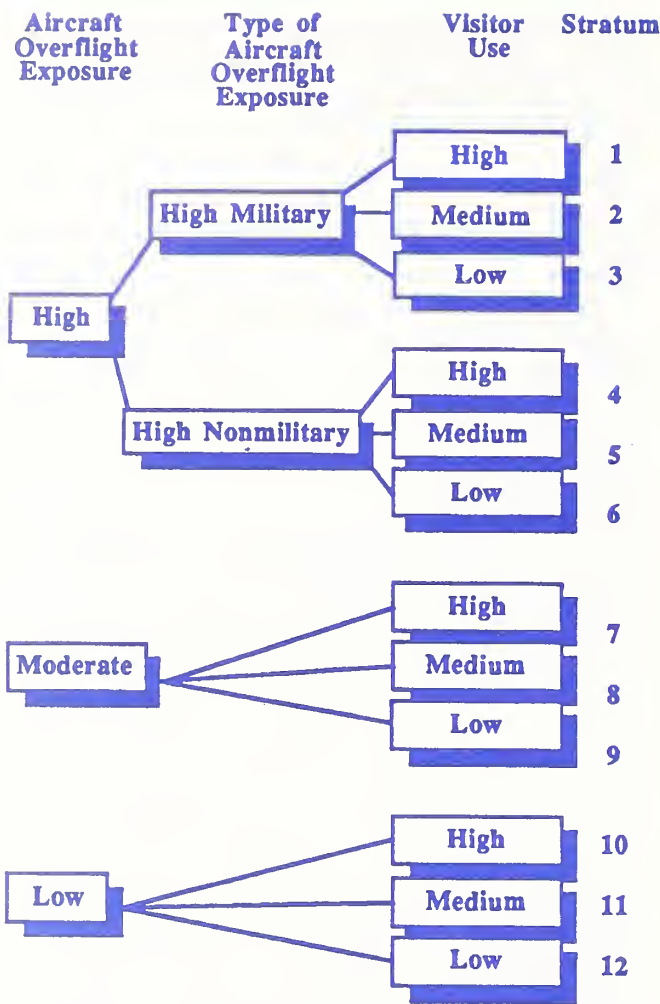 Aircraft
Overflight
Exposure
Type of
Aircraft
Overflight
Exposure
Visitor
Use
Stratum
High 1
High Military Medium 2
Low 3
High
High 4
High Nonmilitary Medium 5
Low 6
High 7
Moderate Medium 8
Low 9
High 10
Low Medium 11
Low 12